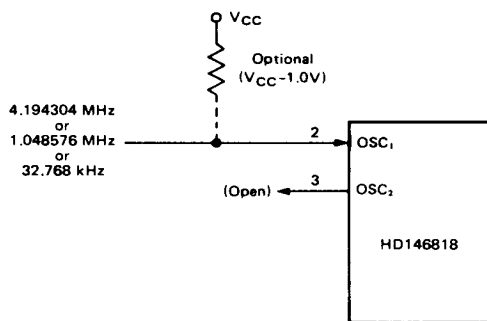 VCC
Optional
(VCC-1.0V)
4.194304 MHz
or
1.048576 MHz
or
32.768 kHz
2
OSC1
3
(Open)
OSC2
HD146818